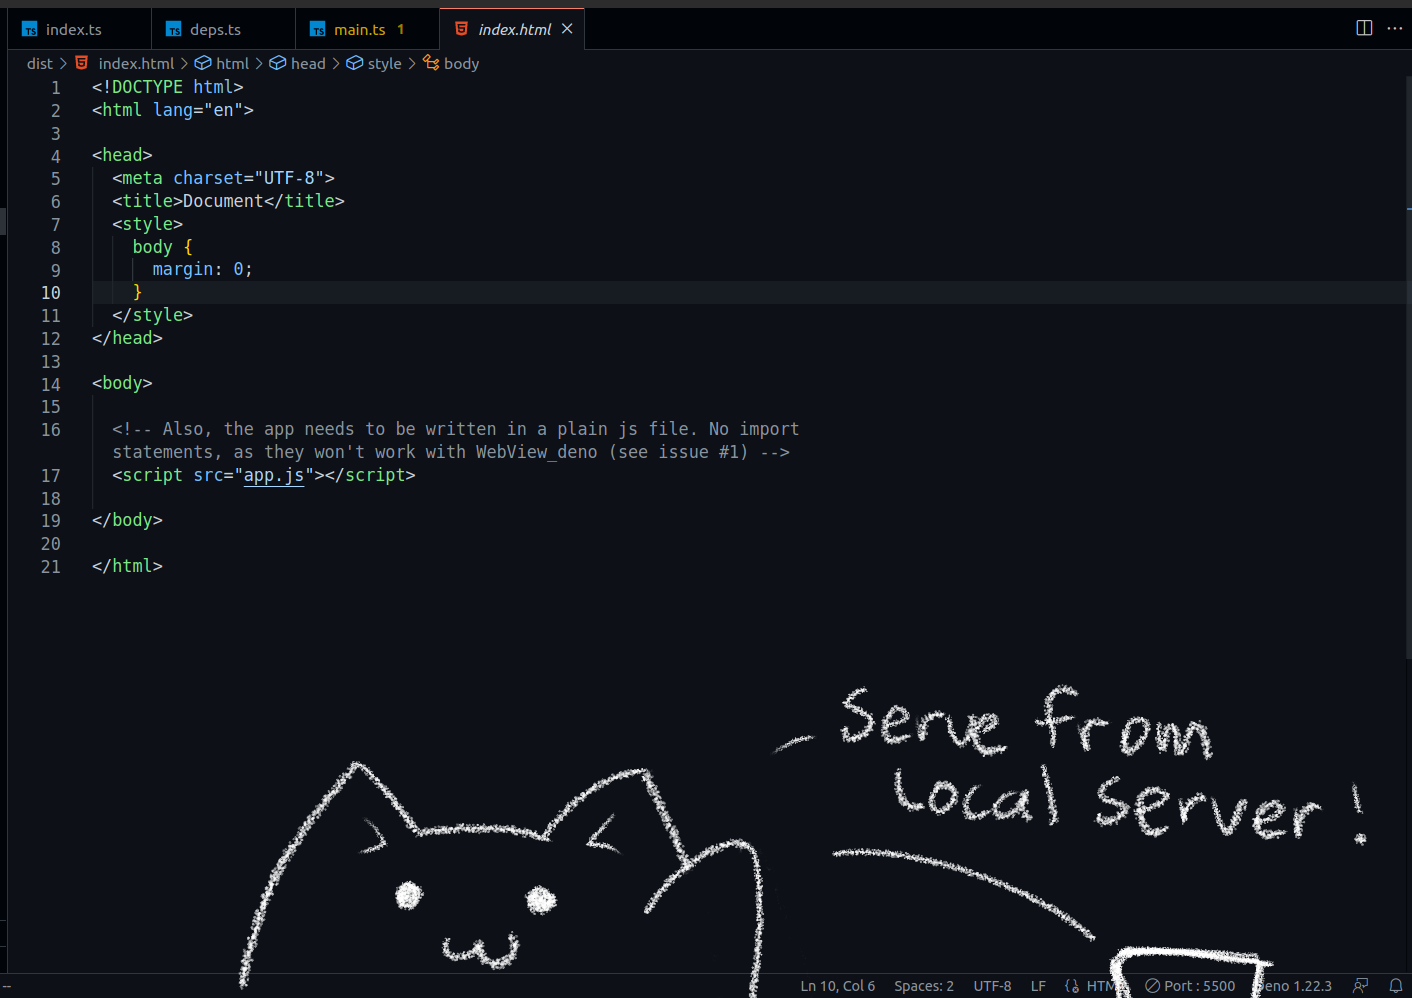 index.ts
deps.ts
main.ts 1
index.html
dist > index.html > html > head > style > body
1 <!DOCTYPE html>
2 <html lang="en">
3
4 <head>
5 <meta charset="UTF-8">
6 <title>Document</title>
7 <style>
8 body {
9 margin: 0;
10 }
11 </style>
12 </head>
13
14 <body>
15
16 <!-- Also, the app needs to be written in a plain js file. No import
statements, as they won't work with WebView_deno (see issue #1) -->
17 <script src="app.js"></script>
18
19 </body>
20
21 </html>
Serve from
Local Server!
-- Ln 10, Col 6 Spaces: 2 UTF-8 LF Port : 5500 1.22.3